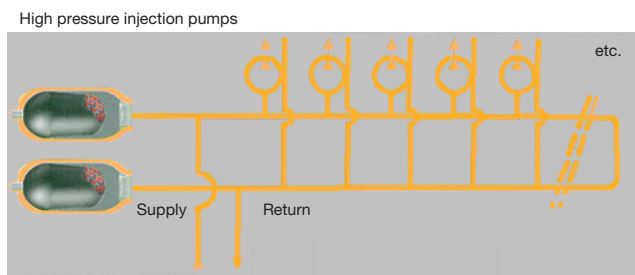 High pressure injection pumps
etc.
Supply
Return